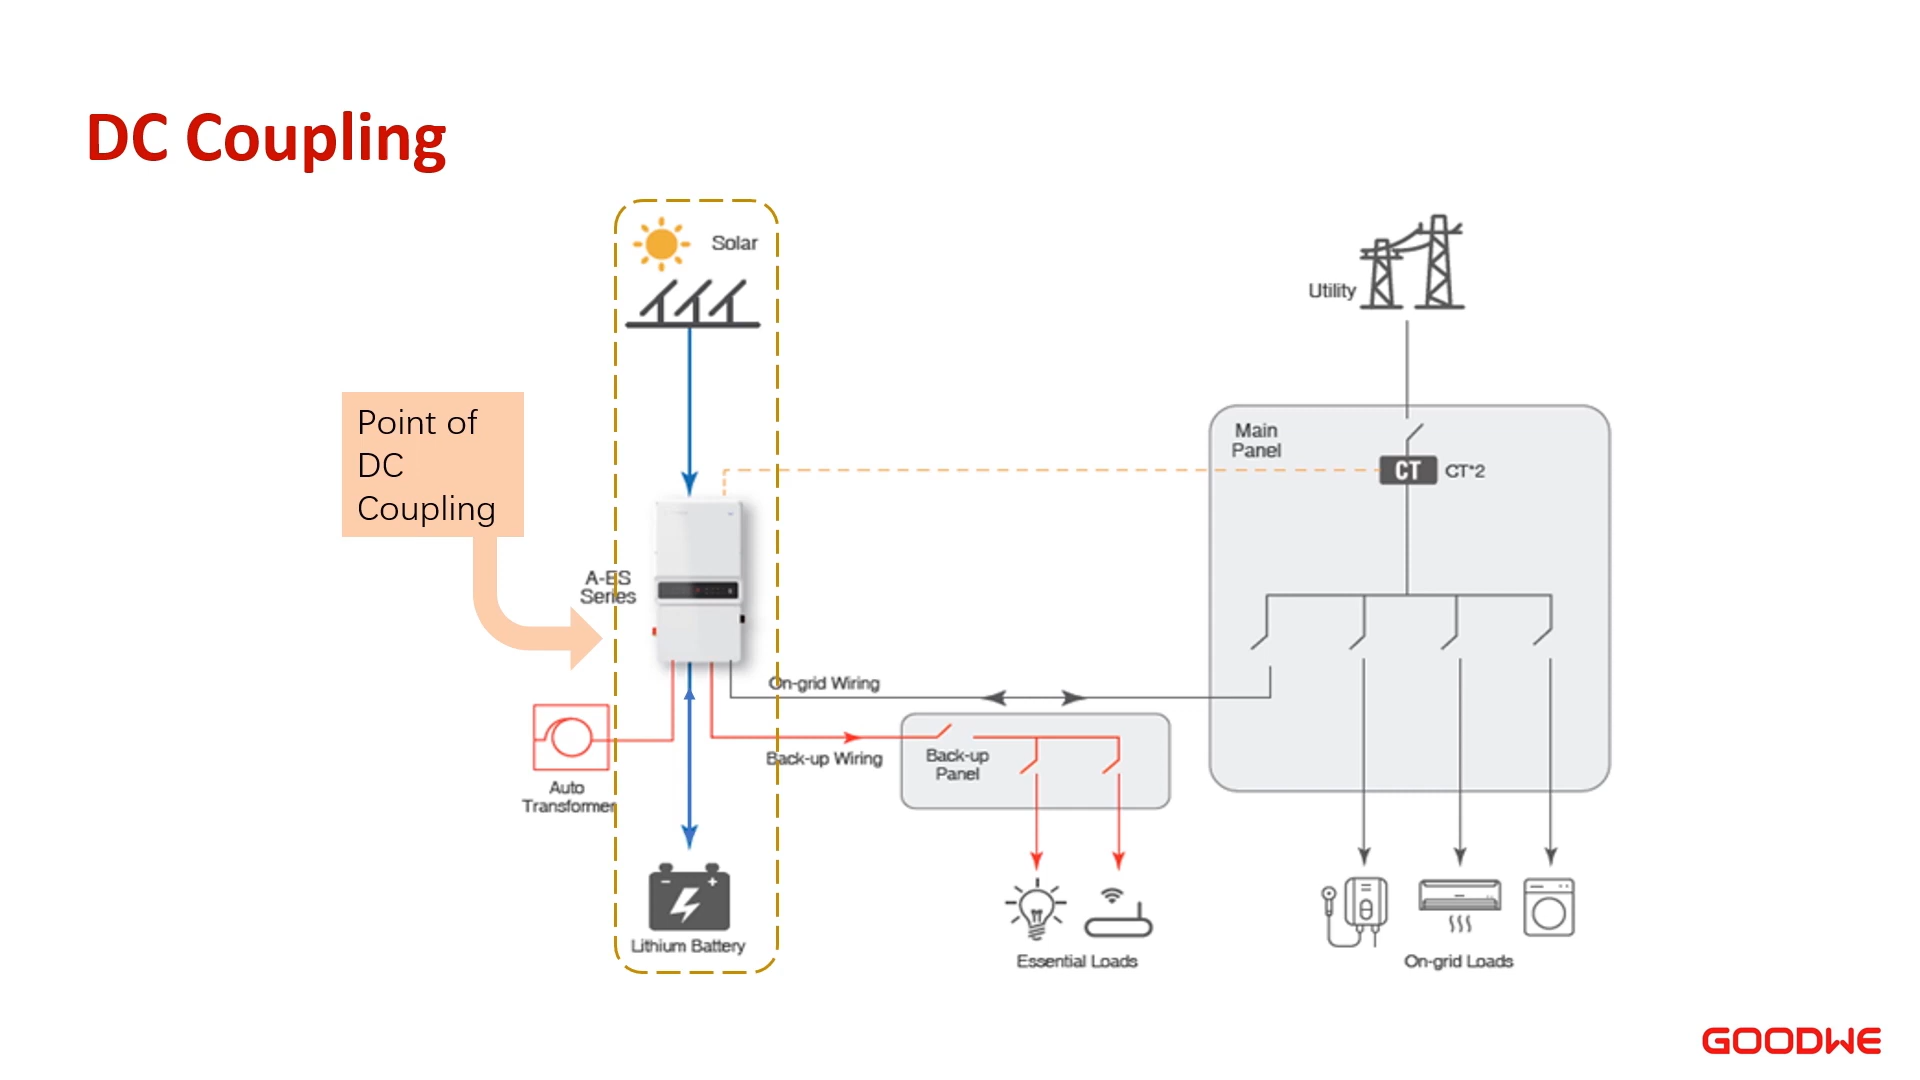 DC Coupling
Solar
Utility
Point of
DC
Coupling
Main
Panel
CT
CT*2
A-ES
Series
On-grid Wiring
Back-up Wiring
Back-up
Panel
Auto
Transformer
Lithium Battery
Essential Loads
On-grid Loads
GOODWE